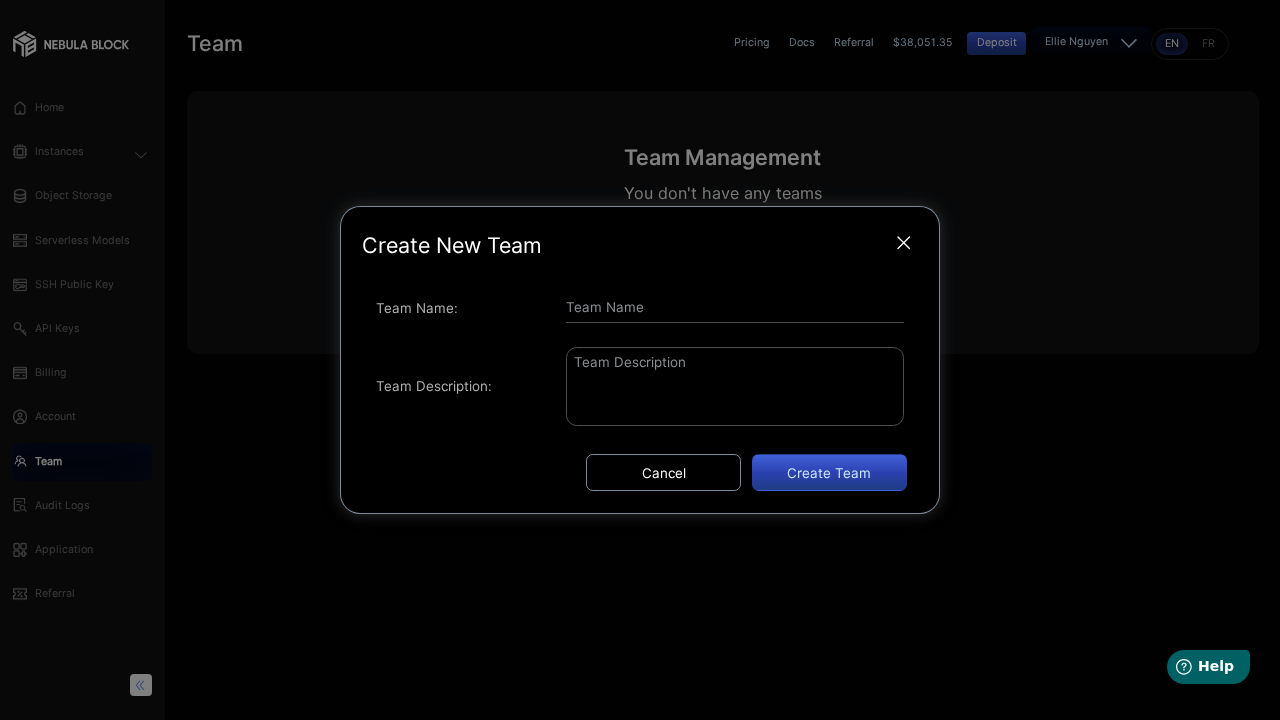 NEBULA BLOCK
Team
Pricing
Docs
Referral
$38,051.35
Deposit
Ellie Nguyen
EN
FR
Home
Instances
Object Storage
Serverless Models
SSH Public Key
API Keys
Billing
Account
Team
Audit Logs
Application
Referral
Team Management
You don't have any teams
Create New Team
Team Name:
Team Name
Team Description:
Team Description
Cancel
Create Team
Help